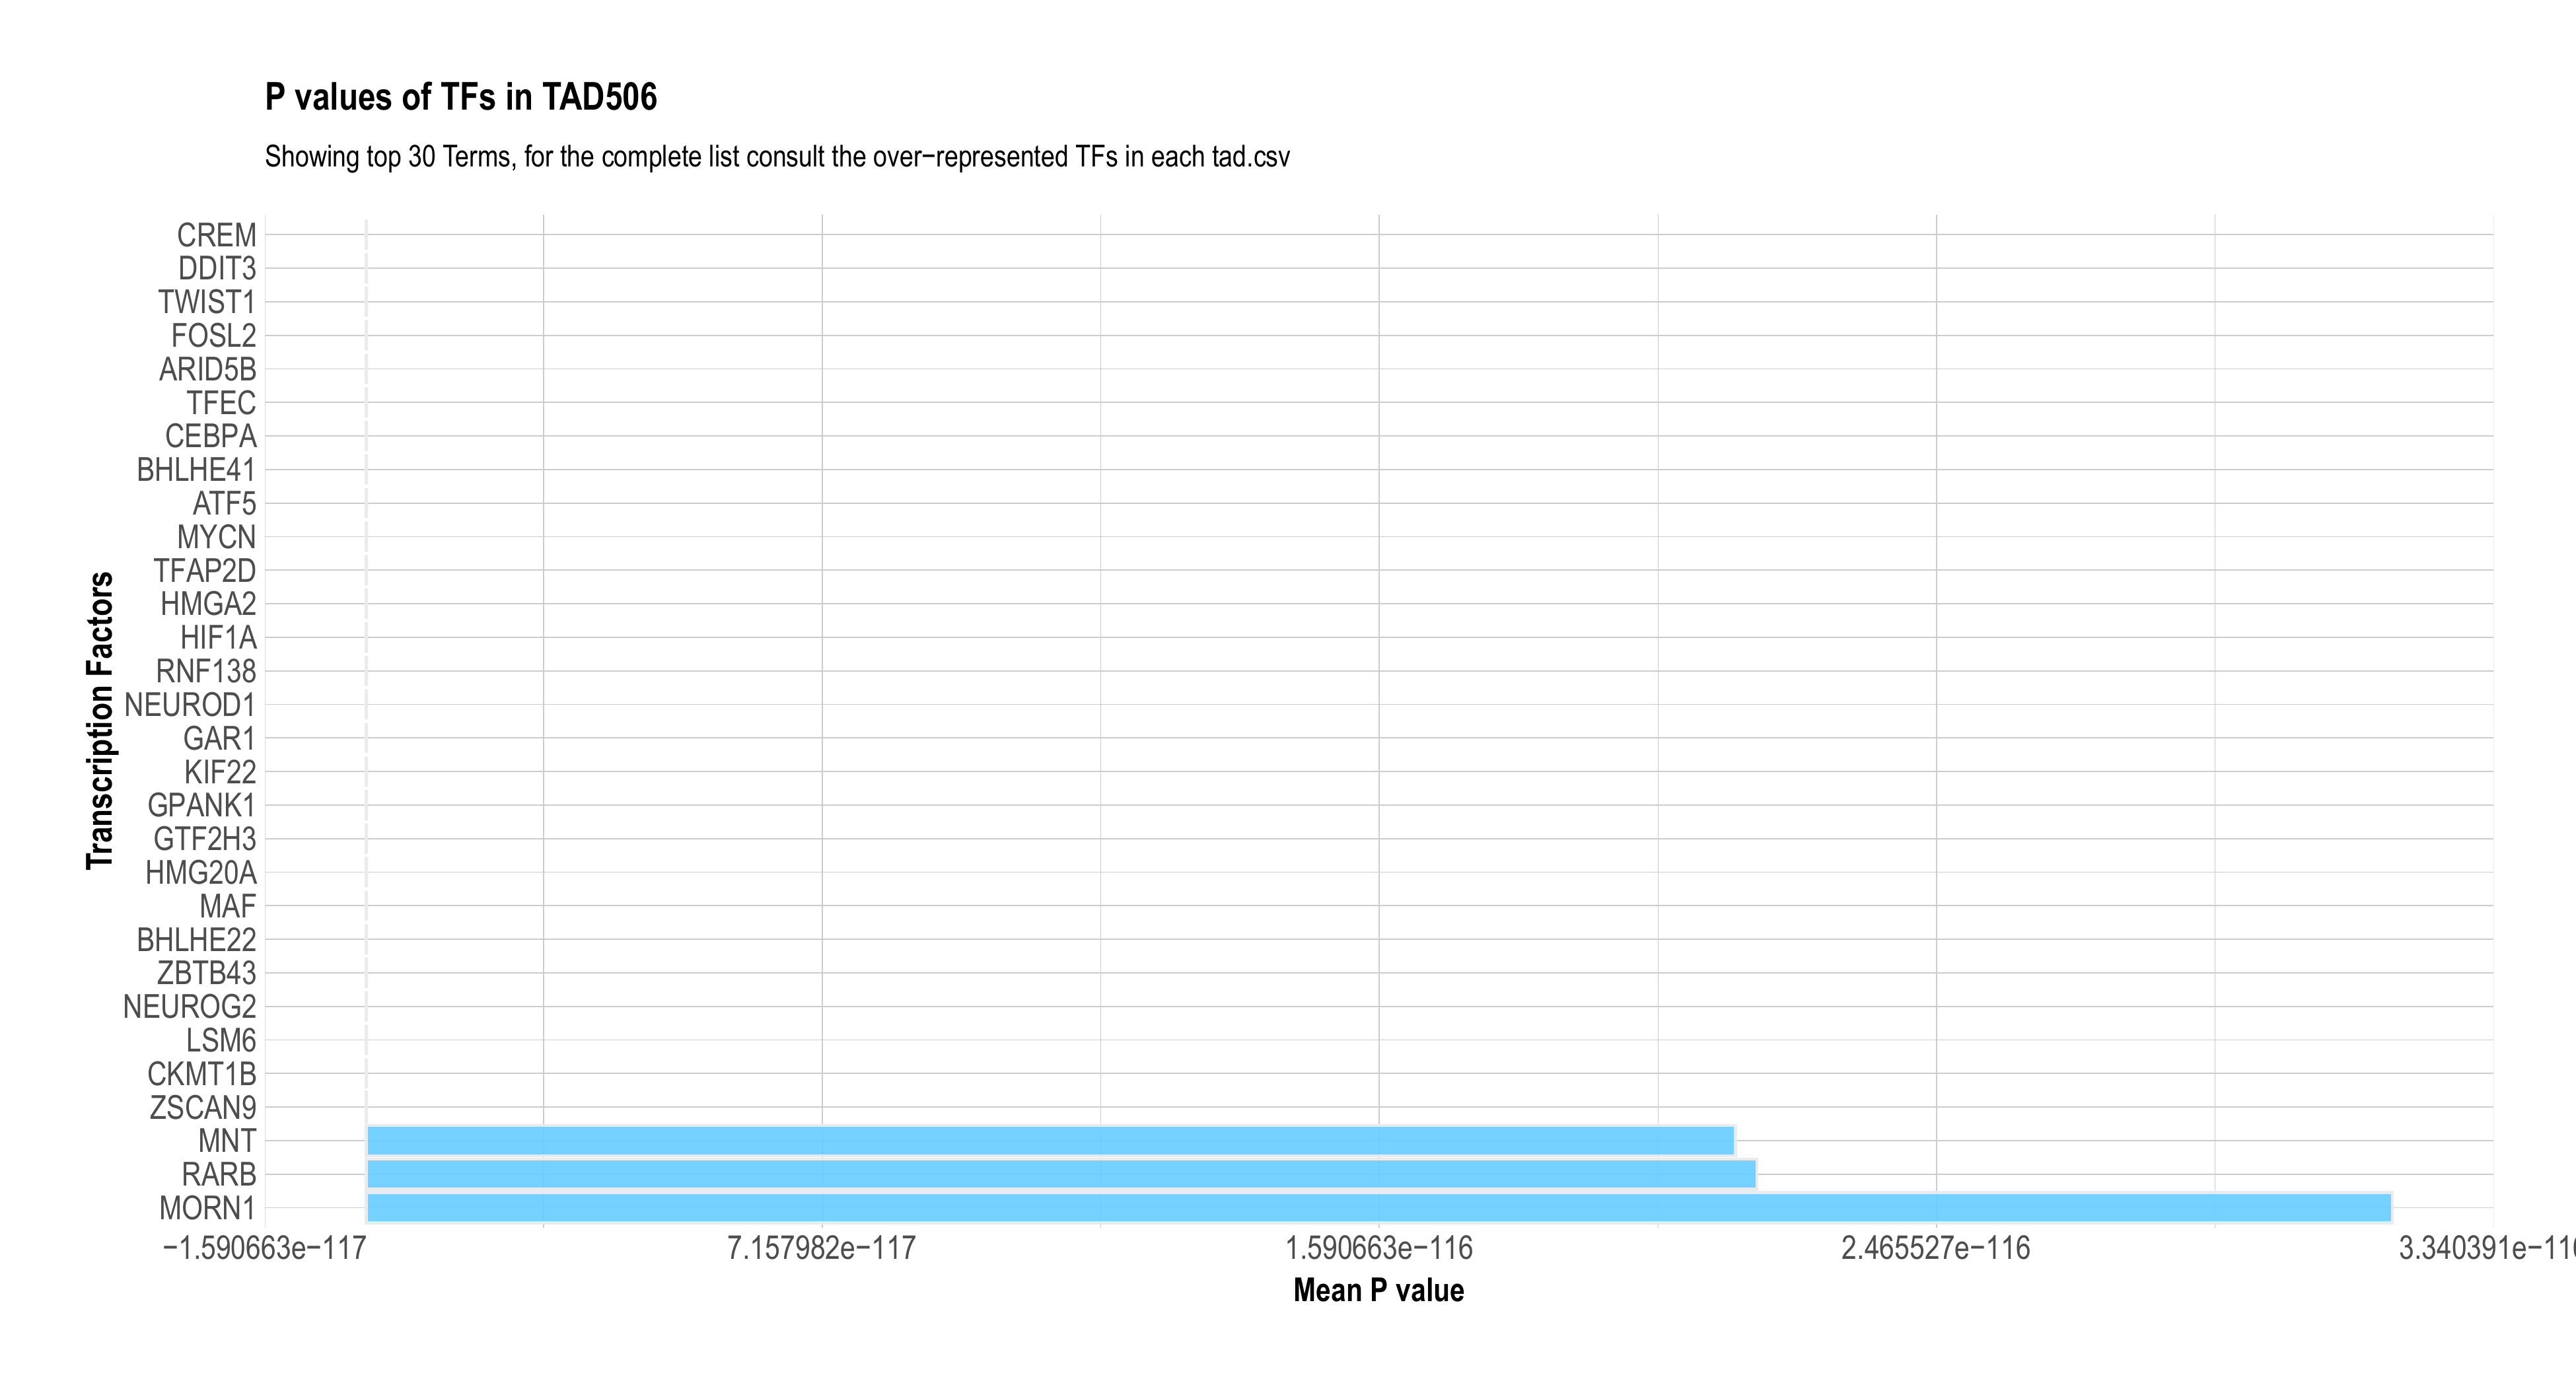 P values of TFs in TAD506
Showing top 30 Terms, for the complete list consult the over−represented TFs in each tad.csv
Transcription Factors
CREM
DDIT3
TWIST1
FOSL2
ARID5B
TFEC
CEBPA
BHLHE41
ATF5
MYCN
TFAP2D
HMGA2
HIF1A
RNF138
NEUROD1
GAR1
KIF22
GPANK1
GTF2H3
HMG20A
MAF
BHLHE22
ZBTB43
NEUROG2
LSM6
CKMT1B
ZSCAN9
MNT
RARB
MORN1
−1.590663e−117 7.157982e−117 1.590663e−116 2.465527e−116 3.340391e−116
Mean P value